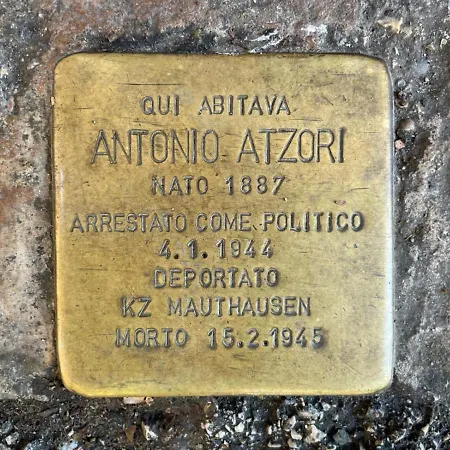 QUI ABITAVA
ANTONIO ATZORI
NATO 1887
ARRESTATO COME POLITICO
4.1.1944
DEPORTATO
KZ MAUTHAUSEN
MORTO 15.2.1945